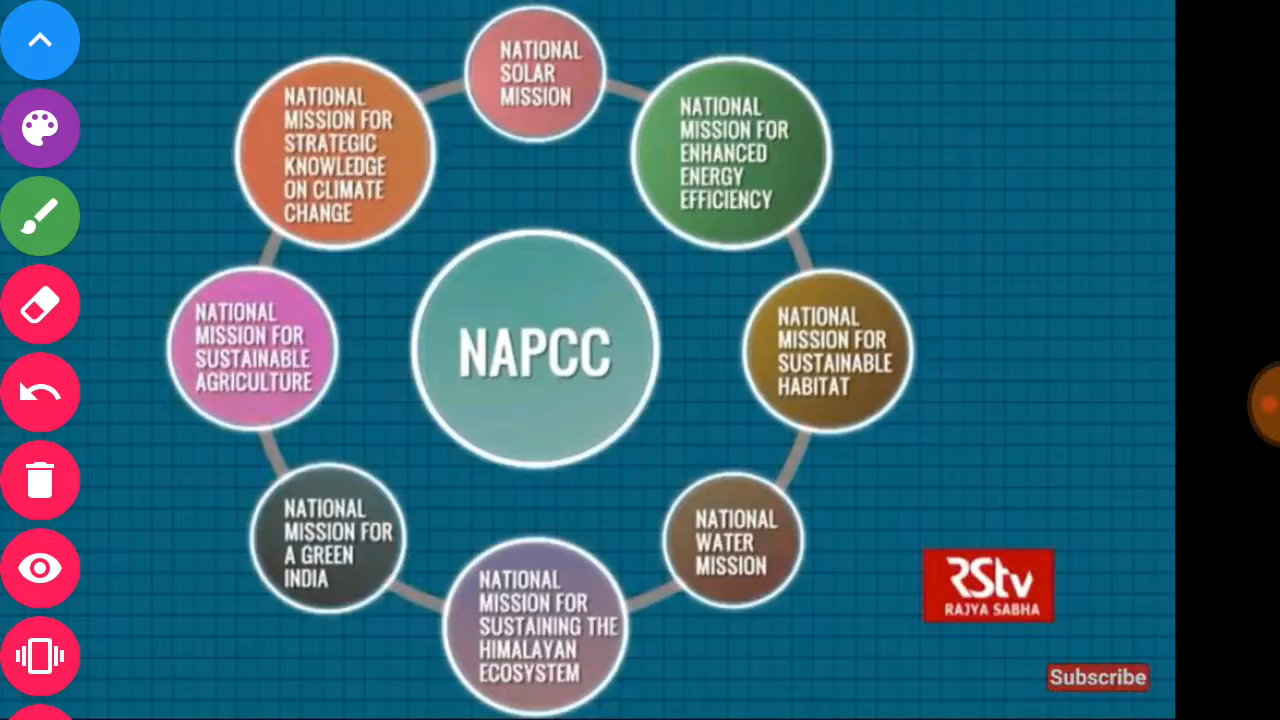 NATIONAL
SOLAR
MISSION
NATIONAL
MISSION FOR
ENHANCED
ENERGY
EFFICIENCY
NATIONAL
MISSION FOR
SUSTAINABLE
HABITAT
NATIONAL
WATER
MISSION
NATIONAL
MISSION FOR
SUSTAINING THE
HIMALAYAN
ECOSYSTEM
NATIONAL
MISSION FOR
A GREEN
INDIA
NATIONAL
MISSION FOR
SUSTAINABLE
AGRICULTURE
NATIONAL
MISSION FOR
STRATEGIC
KNOWLEDGE
ON CLIMATE
CHANGE
NAPCC
RStv
RAJYA SABHA
Subscribe